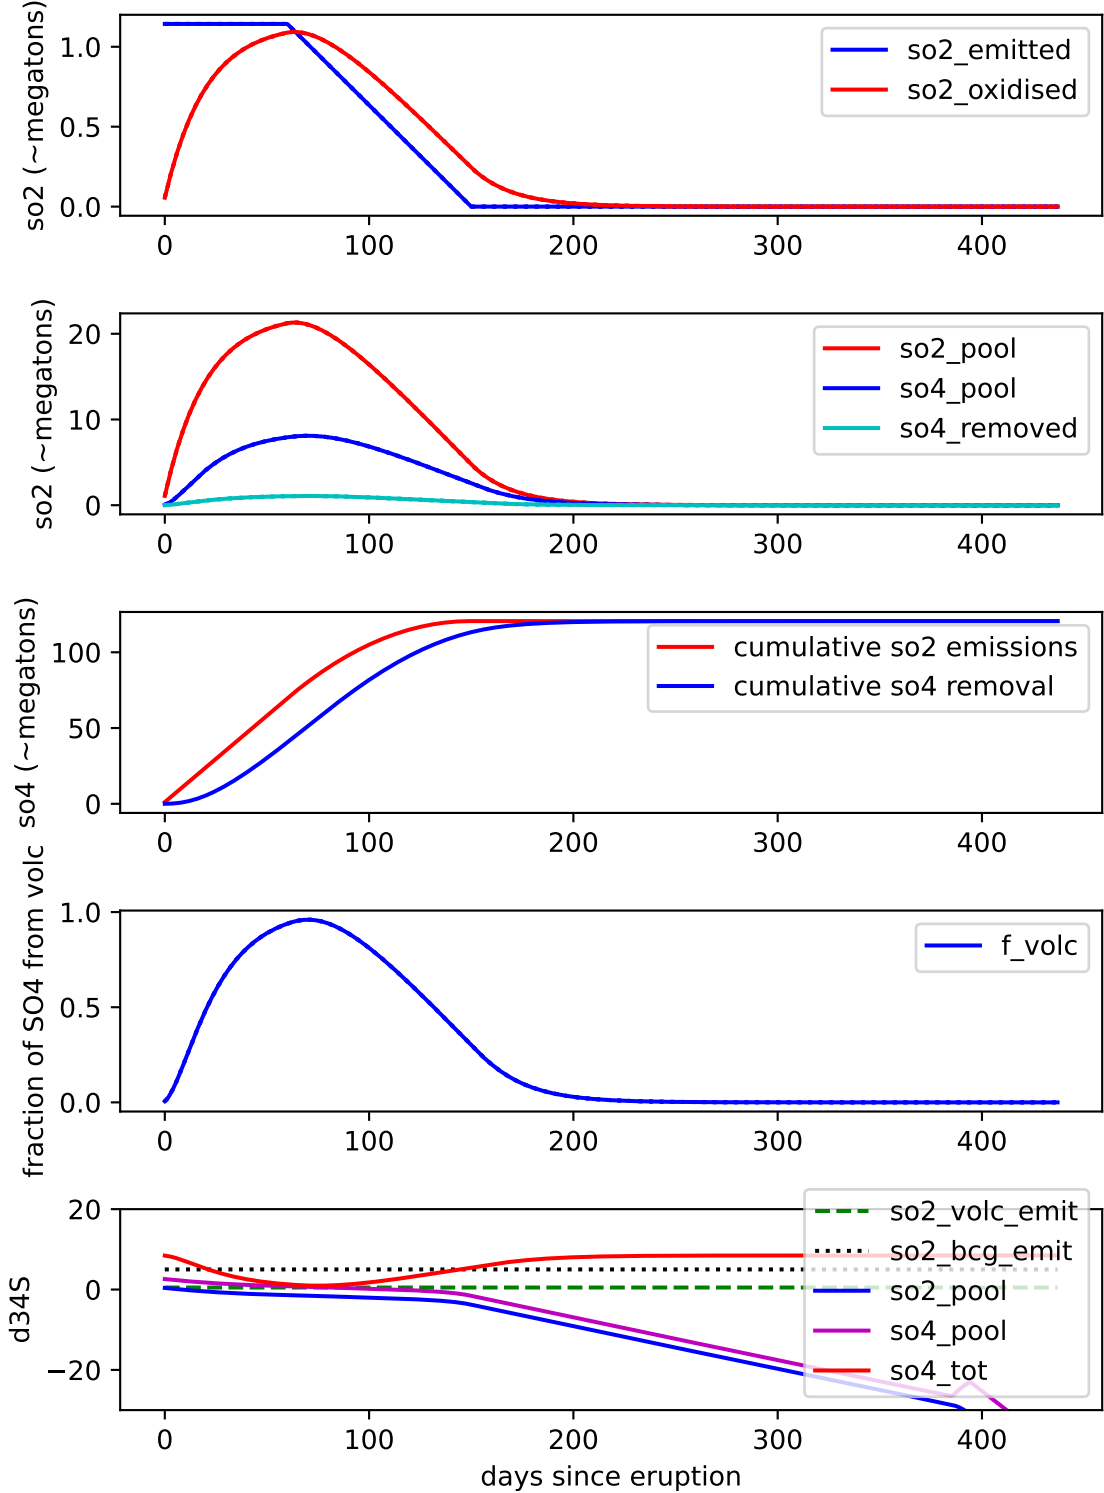 so2 (~megatons)
1.0
0.5
0.0
so2_emitted
so2_oxidised
0 100 200 300 400
so2 (~megatons)
20
10
0
so2_pool
so4_pool
so4_removed
0 100 200 300 400
so4 (~megatons)
100
50
0
cumulative so2 emissions
cumulative so4 removal
0 100 200 300 400
fraction of SO4 from volc
1.0
0.5
0.0
f_volc
0 100 200 300 400
d34S
20
0
−20
so2_volc_emit
so2_bcg_emit
so2_pool
so4_pool
so4_tot
0 100 200 300 400
days since eruption